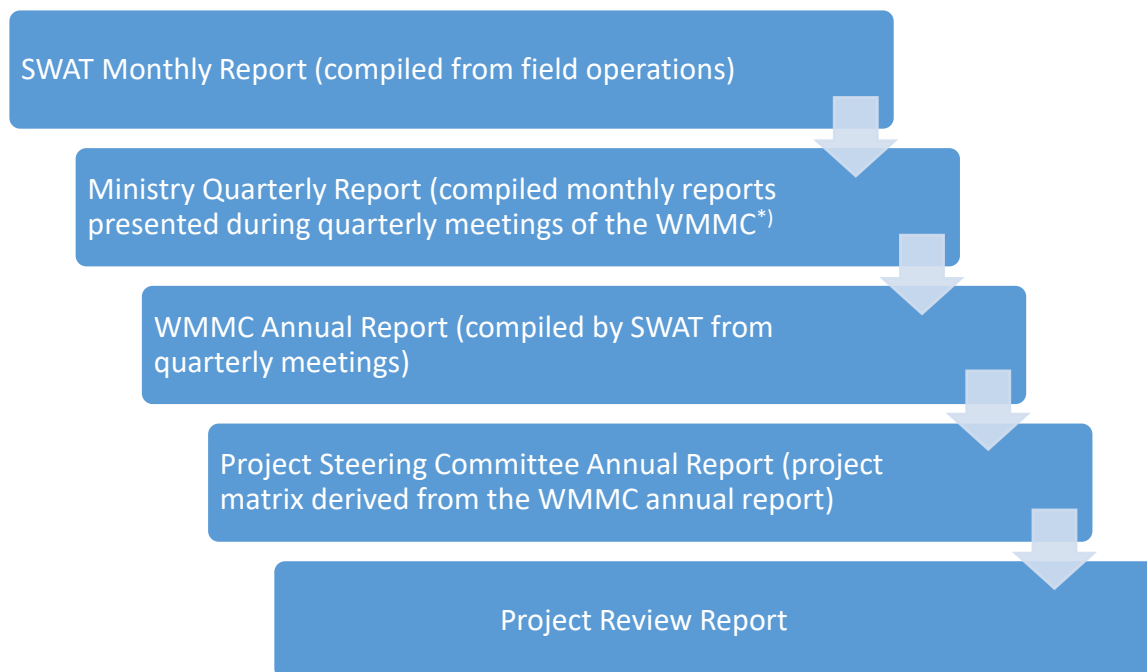 SWAT Monthly Report (compiled from field operations)
Ministry Quarterly Report (compiled monthly reports
presented during quarterly meetings of the WMMC*)
WMMC Annual Report (compiled by SWAT from
quarterly meetings)
Project Steering Committee Annual Report (project
matrix derived from the WMMC annual report)
Project Review Report